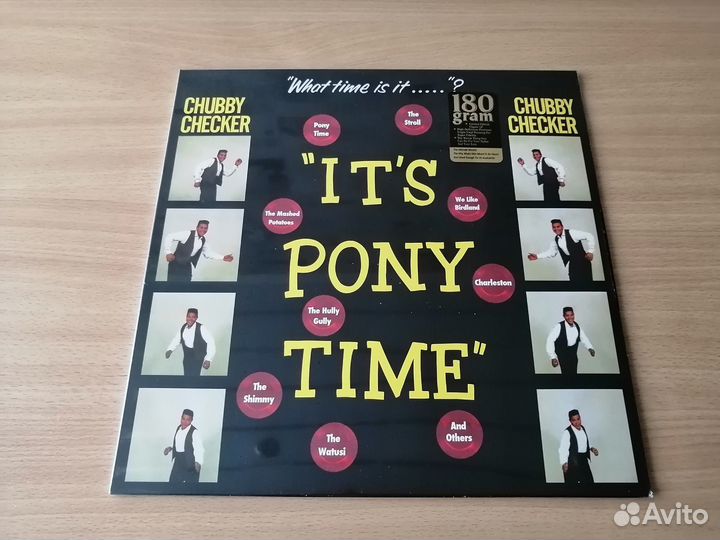 "What time is it ....."?
CHUBBY
CHECKER
180
gram
CHUBBY
CHECKER
Pony
Time
The
Stroll
"IT'S
The Mashed
Potatoes
We Like
Birdland
PONY
Charleston
The Hully
Gully
TIME"
The
Shimmy
The
Watusi
And
Others
Avito